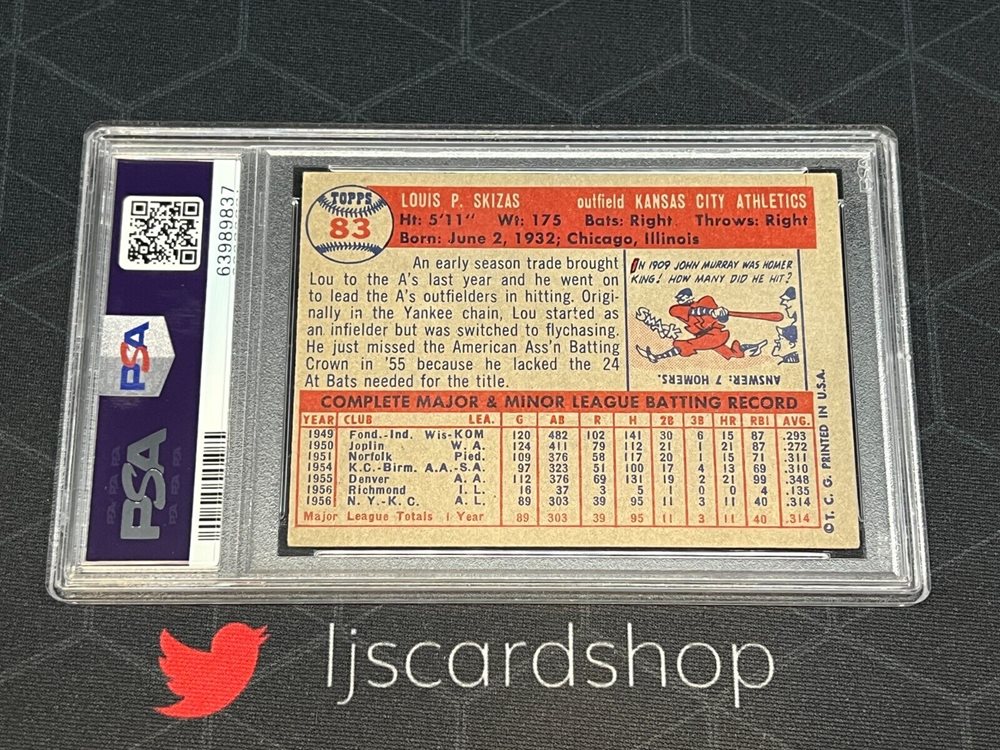 63989837
PSA
PSA
TOPPS
83
LOUIS P. SKIZAS outfield KANSAS CITY ATHLETICS
Ht: 5'11" Wt: 175 Bats: Right Throws: Right
Born: June 2, 1932; Chicago, Illinois
An early season trade brought
Lou to the A's last year and he went on
to lead the A's outfielders in hitting. Origi-
nally in the Yankee chain, Lou started as
an infielder but was switched to flychasing.
He just missed the American Ass'n Batting
Crown in '55 because he lacked the 24
At Bats needed for the title.
IN 1909 JOHN MURRAY WAS HOMER
KING! HOW MANY DID HE HIT?
SMACK
ANSWER: 7 HOMERS.
COMPLETE MAJOR & MINOR LEAGUE BATTING RECORD
YEAR CLUB LEA. G AB R H 2B 3B HR RBI AVG.
1949 Fond.-Ind. Wis-KOM 120 482 102 141 30 6 15 87 .293
1950 Joplin W. A. 124 411 79 112 21 1 21 87 .272
1951 Norfolk Pied. 109 376 58 117 20 1 15 71 .311
1954 K.C.-Birm. A.A.-S.A. 97 323 51 100 17 4 13 69 .310
1955 Denver A. A. 112 376 69 131 19 2 21 99 .348
1956 Richmond I. L. 16 37 3 5 1 0 0 4 .135
1956 N. Y.-K. C. A. L. 89 303 39 95 11 3 11 40 .314
Major League Totals 1 Year 89 303 39 95 11 3 11 40 .314
©T. C. G. PRINTED IN U.S.A.
ljscardshop